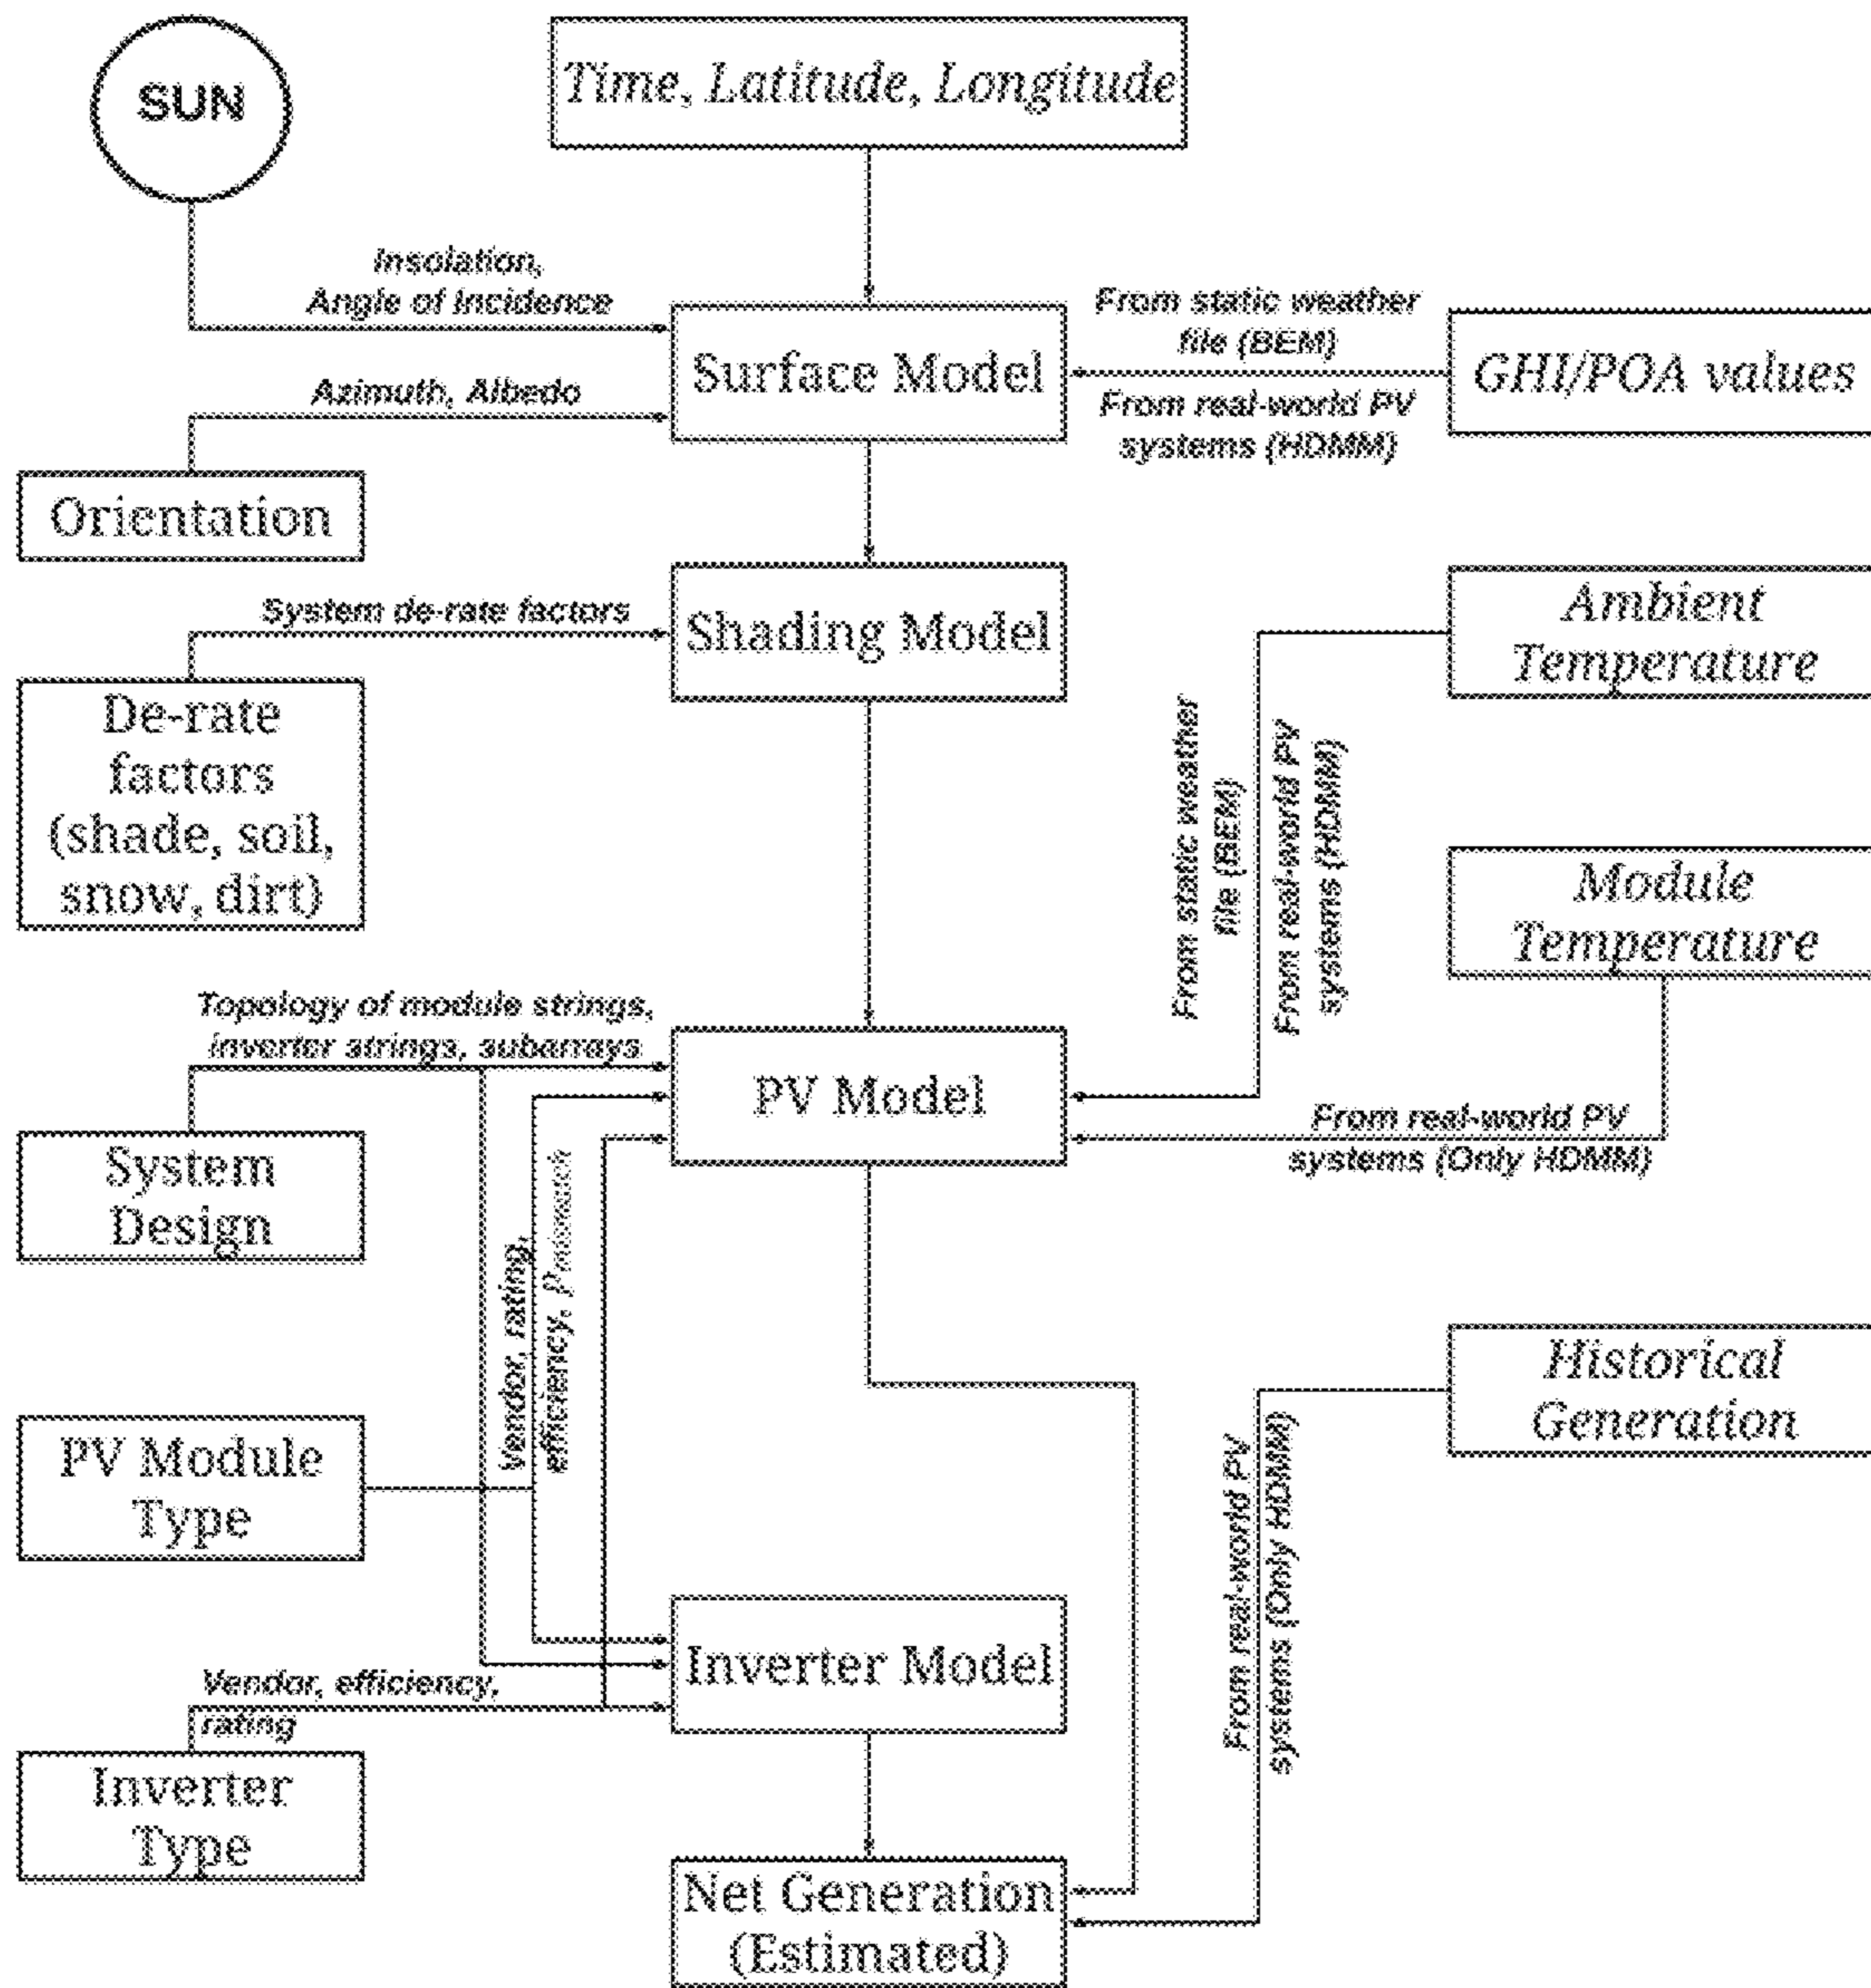 SUN
Time, Latitude, Longitude
Insolation,
Angle of incidence
From static weather
file (BEM)
Surface Model
GHI/POA values
Azimuth, Albedo
From real-world PV
systems (HDMM)
Orientation
System de-rate factors
Shading Model
Ambient
Temperature
De-rate
factors
(shade, soil,
snow, dirt)
From static weather
file (BEM)
From real-world PV
systems (HDMM)
Module
Temperature
Topology of module strings,
inverter strings, subarrays
PV Model
From real-world PV
systems (Only HDMM)
System
Design
Vendor, rating,
efficiency, Pmismatch
Historical
Generation
PV Module
Type
From real-world PV
systems (Only HDMM)
Inverter Model
Vendor, efficiency,
rating
Inverter
Type
Net Generation
(Estimated)